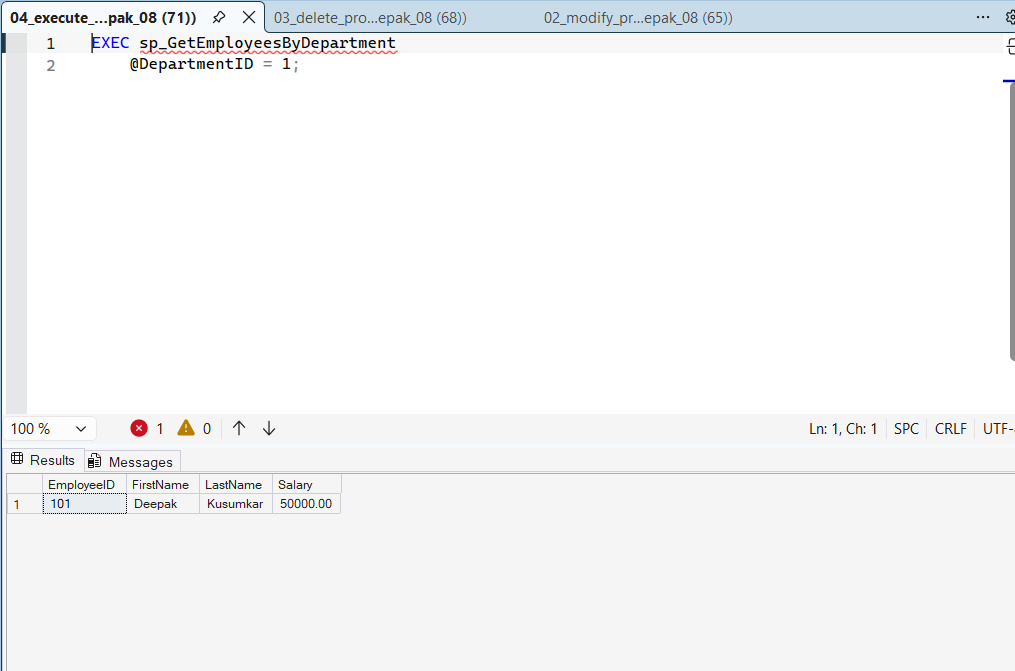 04_execute_...pak_08 (71)) 03_delete_pro...epak_08 (68)) 02_modify_pr...epak_08 (65))
1 EXEC sp_GetEmployeesByDepartment
2 @DepartmentID = 1;
100 % 1 0 Ln: 1, Ch: 1 SPC CRLF UTF-
Results Messages
EmployeeID FirstName LastName Salary
1 101 Deepak Kusumkar 50000.00